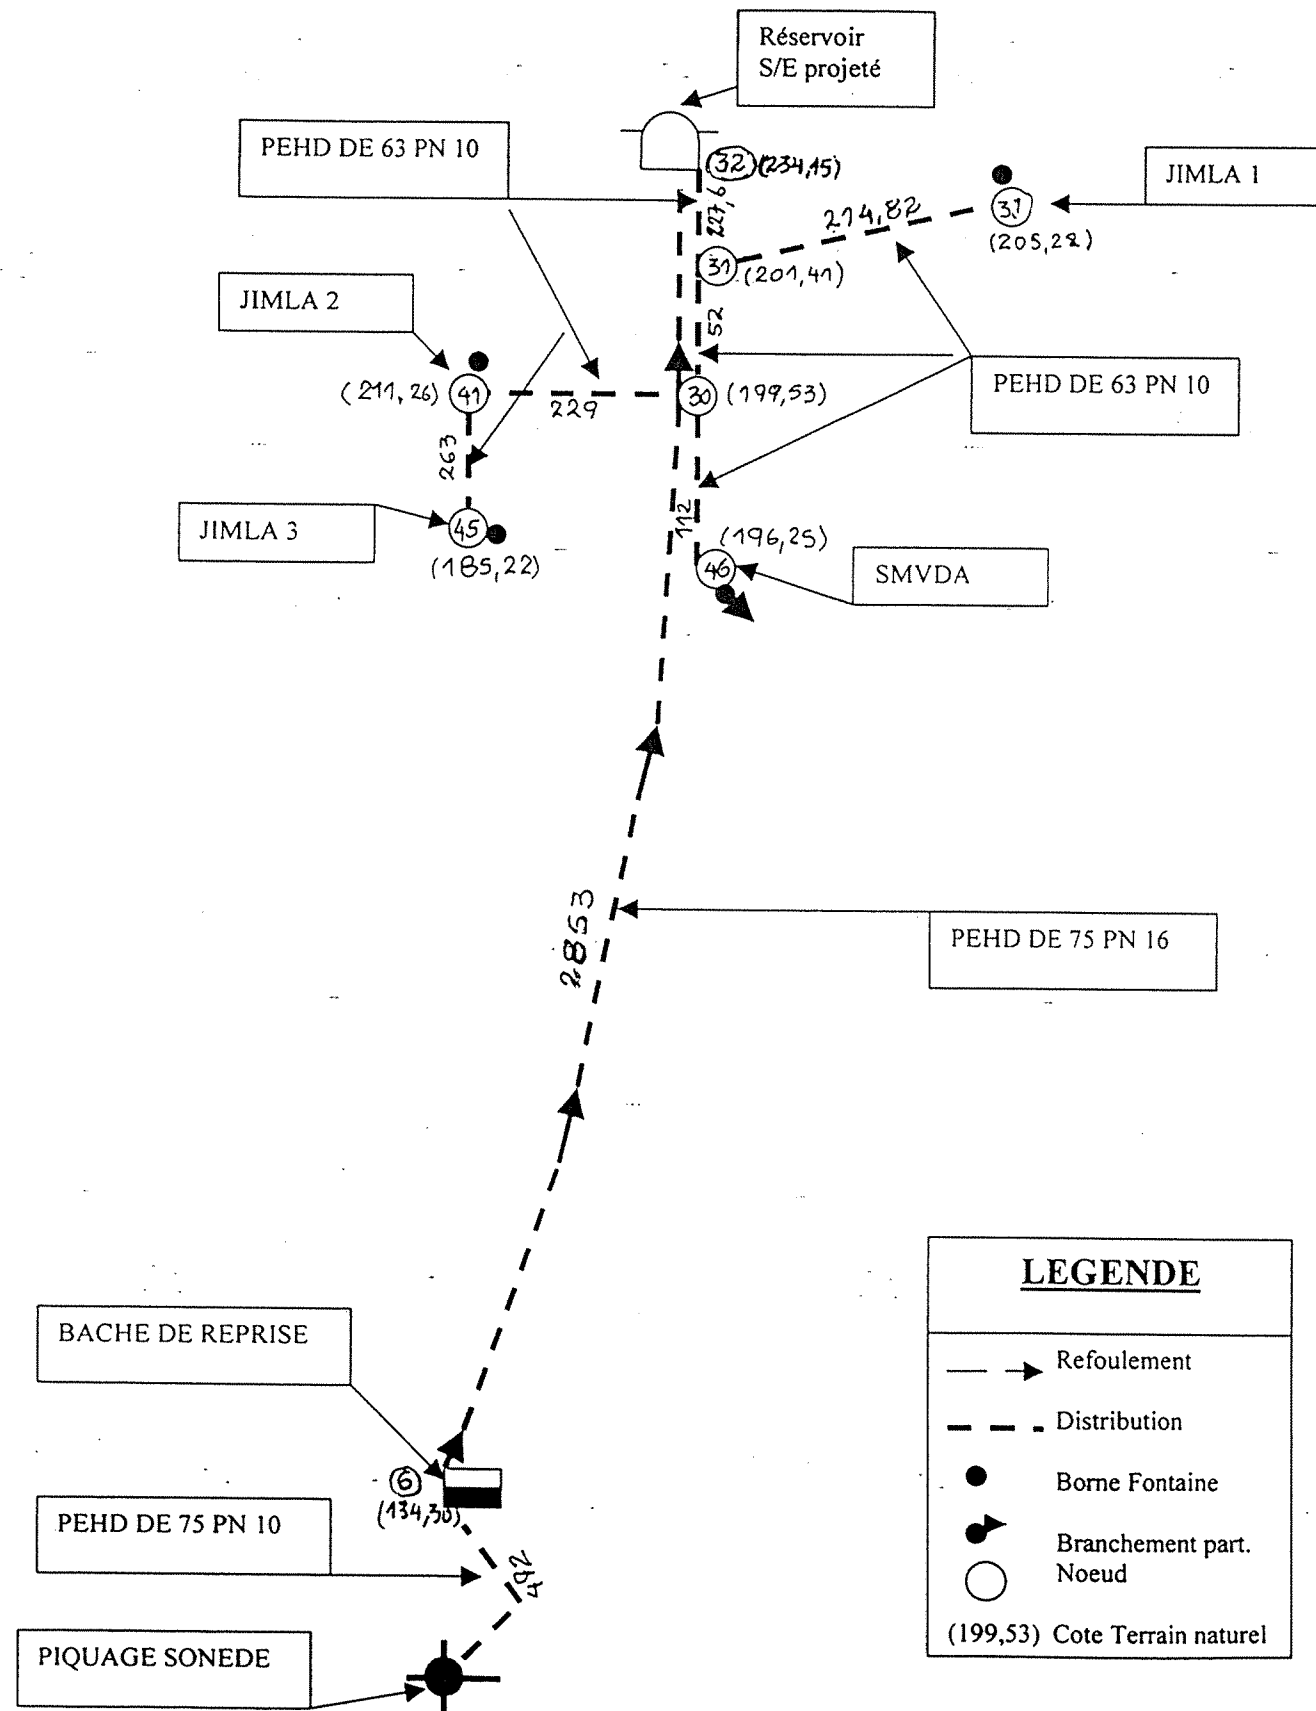 Réservoir
S/E projeté
PEHD DE 63 PN 10
32 (234,15)
JIMLA 1
227,6
214,82
37
(205,22)
31 (201,41)
JIMLA 2
52
PEHD DE 63 PN 10
(211,26) 41
229
30 (199,53)
263
JIMLA 3
45
(185,22)
112
(196,25)
46
SMVDA
2853
PEHD DE 75 PN 16
BACHE DE REPRISE
6
(134,30)
PEHD DE 75 PN 10
492
PIQUAGE SONEDE
LEGENDE
Refoulement
Distribution
Borne Fontaine
Branchement part.
Noeud
(199,53) Cote Terrain naturel